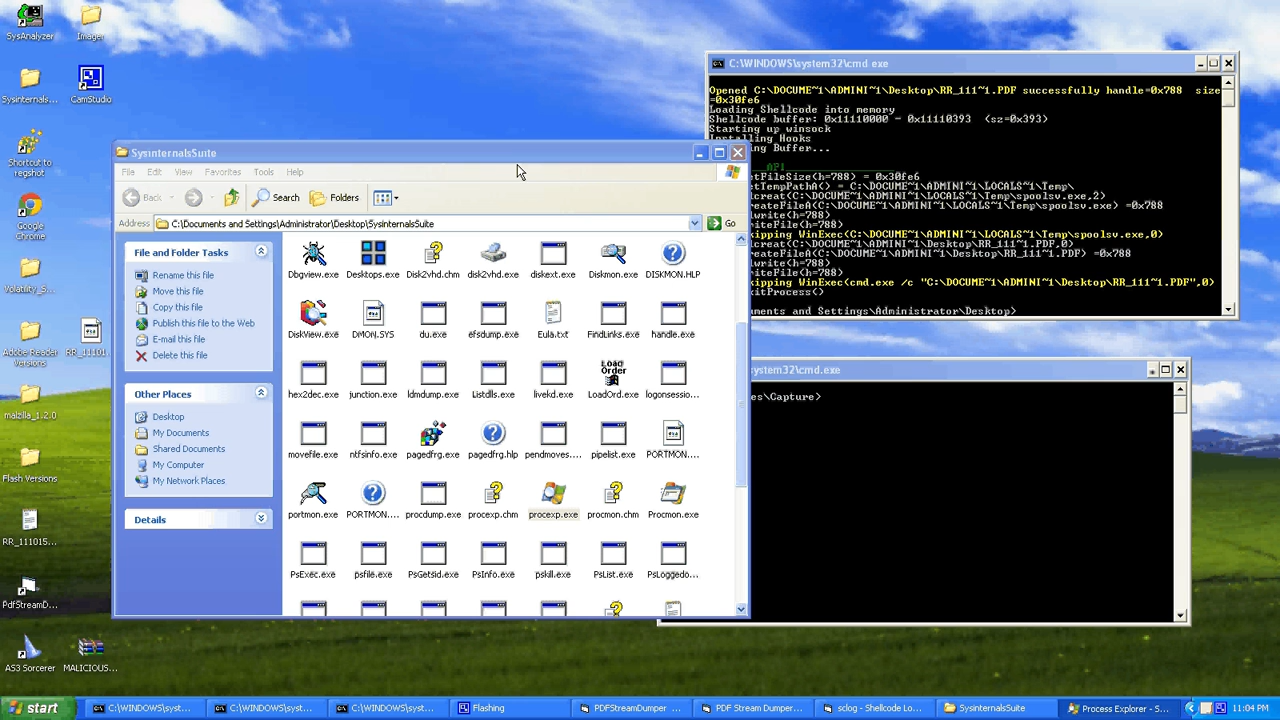 SysAnalyzer
Imager
Sysinternals...
CamStudio
Shortcut to
Google
Chrome
Volatility_S...
Adobe Reader
Versions
RR_11101...
malzilla_1.2.0
Flash Versions
RR_111015...
PdfStreamD...
AS3 Sorcerer
MALICIOUS...
C:\WINDOWS\system32\cmd.exe
Opened C:\DOCUME~1\ADMINI~1\Desktop\RR_111~1.PDF successfully handle=0x788 size
=0x30fe6
Loading Shellcode into memory
Shellcode buffer: 0x11110000 - 0x11110393 (sz=0x393)
Starting up winsock
Installing Hooks
ng Buffer...
API
etFileSize(h=788) = 0x30fe6
etTempPathA() = C:\DOCUME~1\ADMINI~1\LOCALS~1\Temp\
lcreat(C:\DOCUME~1\ADMINI~1\LOCALS~1\Temp\spoolsv.exe,2)
reateFileA(C:\DOCUME~1\ADMINI~1\LOCALS~1\Temp\spoolsv.exe) =0x788
lwrite(h=788)
riteFile(h=788)
kipping WinExec(C:\DOCUME~1\ADMINI~1\LOCALS~1\Temp\spoolsv.exe,0)
lcreat(C:\DOCUME~1\ADMINI~1\Desktop\RR_111~1.PDF,0)
reateFileA(C:\DOCUME~1\ADMINI~1\Desktop\RR_111~1.PDF) =0x788
lwrite(h=788)
riteFile(h=788)
kipping WinExec(cmd.exe /c "C:\DOCUME~1\ADMINI~1\Desktop\RR_111~1.PDF",0)
xitProcess()
uments and Settings\Administrator\Desktop>
ystem32\cmd.exe
es\Capture>
SysinternalsSuite
File Edit View Favorites Tools Help
Back Search Folders
Address C:\Documents and Settings\Administrator\Desktop\SysinternalsSuite Go
File and Folder Tasks
Rename this file
Move this file
Copy this file
Publish this file to the Web
E-mail this file
Delete this file
Other Places
Desktop
My Documents
Shared Documents
My Computer
My Network Places
Details
Dbgview.exe Desktops.exe Disk2vhd.chm disk2vhd.exe diskext.exe Diskmon.exe DISKMON.HLP
DiskView.exe DMON.SYS du.exe efsdump.exe Eula.txt FindLinks.exe handle.exe
Load
Order
hex2dec.exe junction.exe ldmdump.exe Listdlls.exe livekd.exe LoadOrd.exe logonsessio...
movefile.exe ntfsinfo.exe pagedfrg.exe pagedfrg.hlp pendmoves.... pipelist.exe PORTMON....
portmon.exe PORTMON.... procdump.exe procexp.chm procexp.exe procmon.chm Procmon.exe
PsExec.exe psfile.exe PsGetsid.exe PsInfo.exe pskill.exe PsList.exe PsLoggedo...
start
C:\WINDOWS\syst...
C:\WINDOWS\syst...
C:\WINDOWS\syst...
Flashing
PDFStreamDumper ...
PDF Stream Dumper...
sclog - Shellcode Lo...
SysinternalsSuite
Process Explorer - S...
11:04 PM